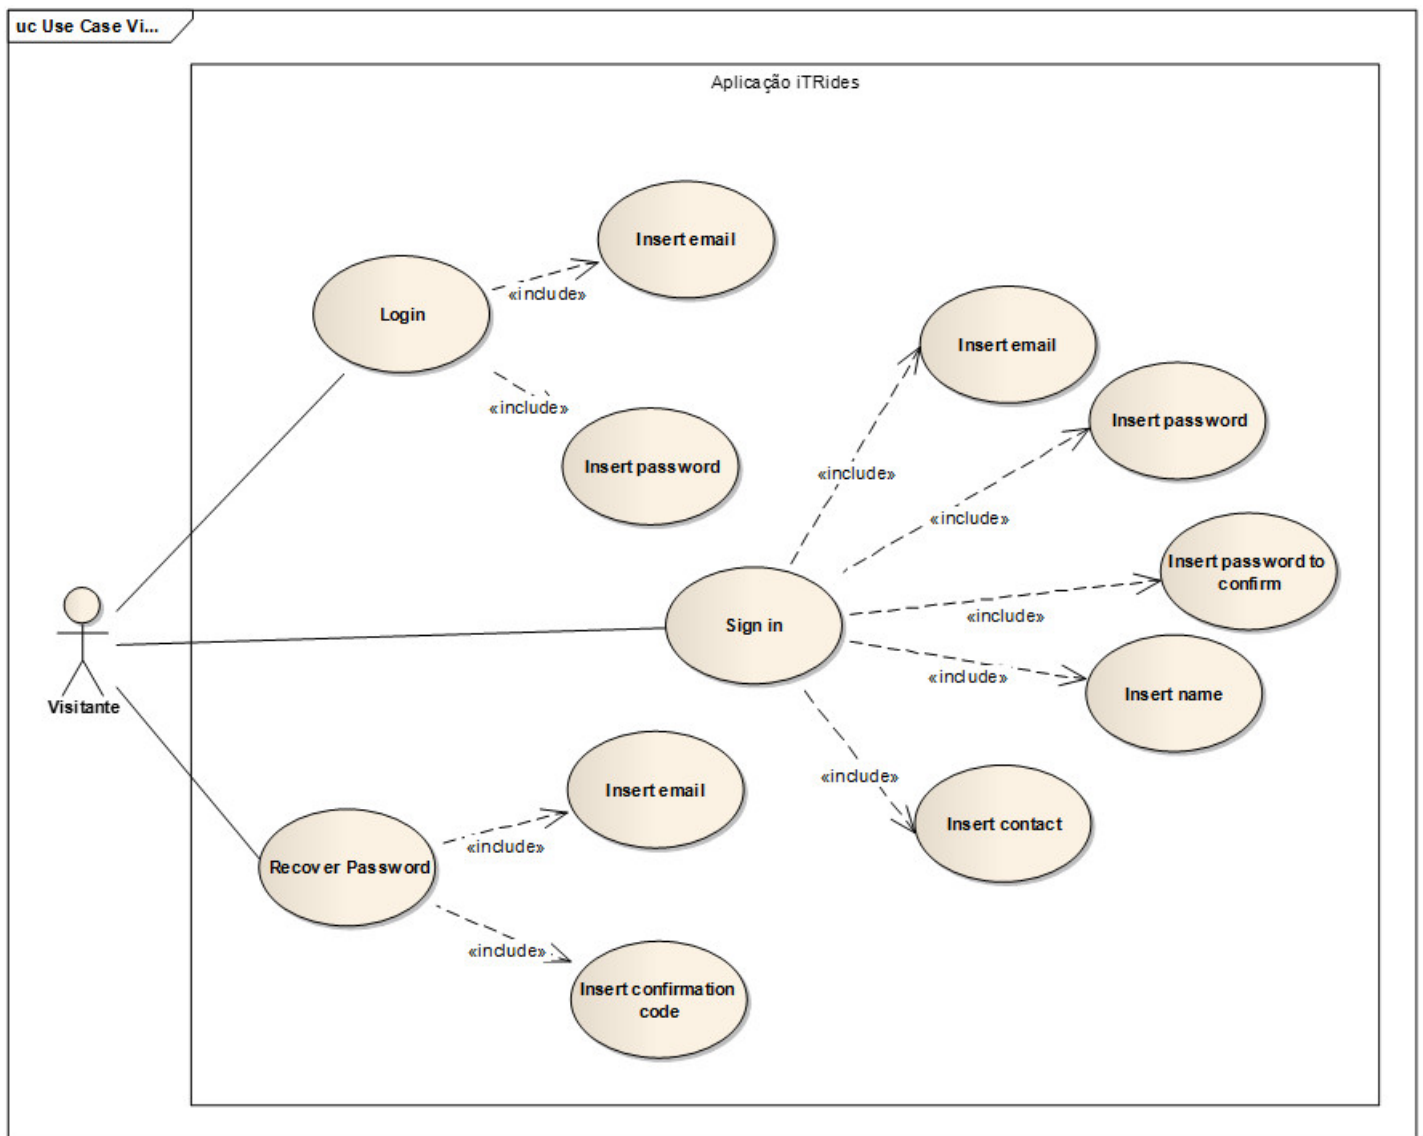 uc Use Case Vi...
Aplicação iTRides
Insert email
«include»
Login
«include»
Insert password
Insert email
Insert password
«include»
«include»
Insert password to
confirm
«include»
Sign in
«include»
Insert name
Visitante
«include»
Insert contact
Insert email
«include»
Recover Password
«include»
Insert confirmation
code